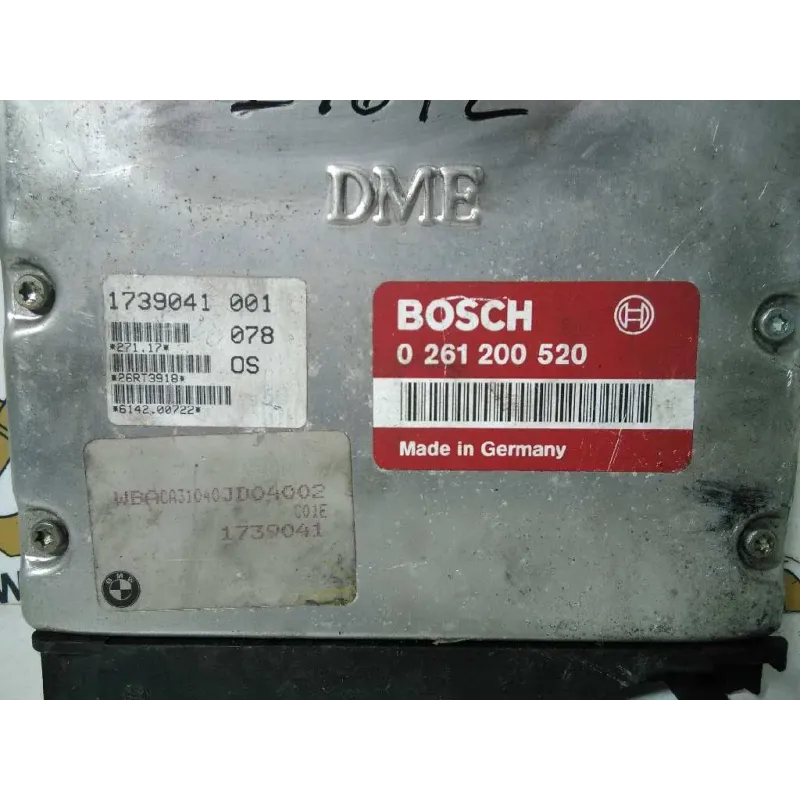 DME
1739041 001
078
*271.17*
OS
*26RT3918*
*6142.00722*
BOSCH
0 261 200 520
Made in Germany
WBACA31040JD04002
C01E
1739041
BMW